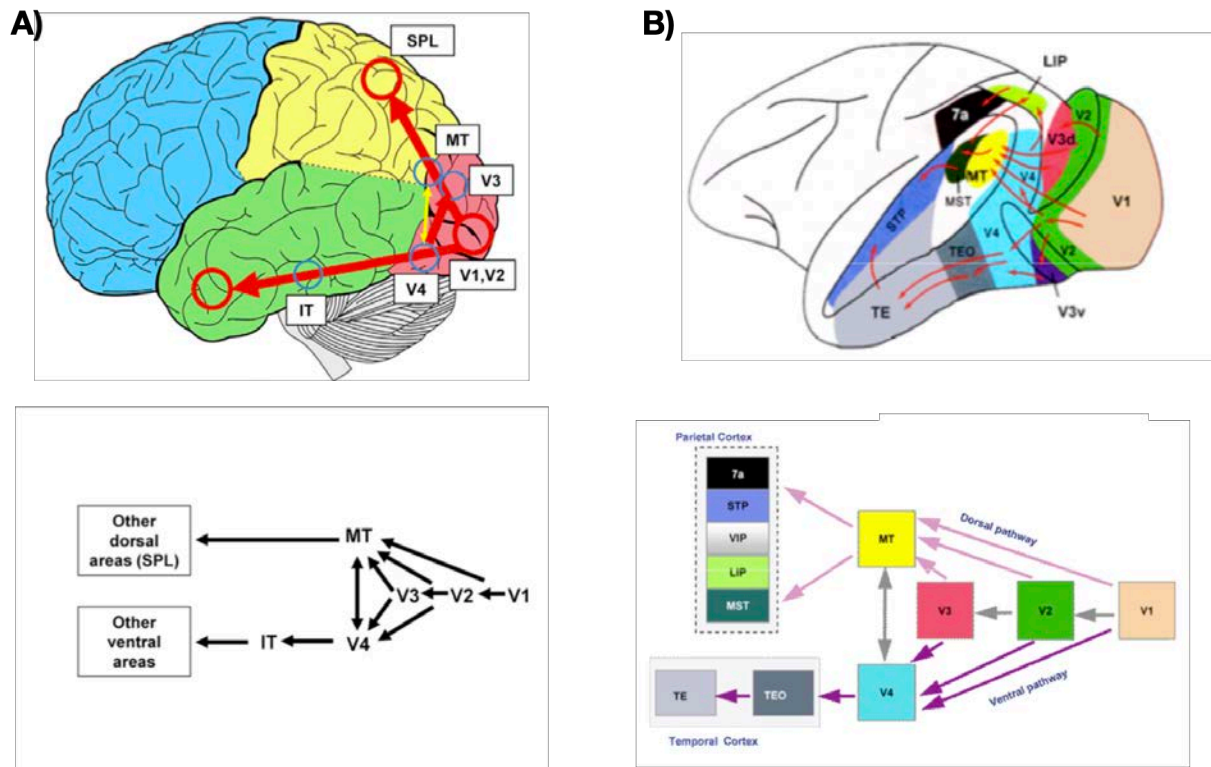 A)
SPL
MT
V3
V1,V2
V4
IT
B)
LIP
7a
V2
V3d
MT
V4
V1
MST
STP
V4
V2
TEO
TE
V3v
Other
dorsal
areas (SPL)
MT
V3
V2
V1
Other
ventral
areas
IT
V4
Parietal Cortex
7a
STP
VIP
LiP
MST
MT
Dorsal pathway
V3
V2
V1
TE
TEO
V4
Ventral pathway
Temporal Cortex